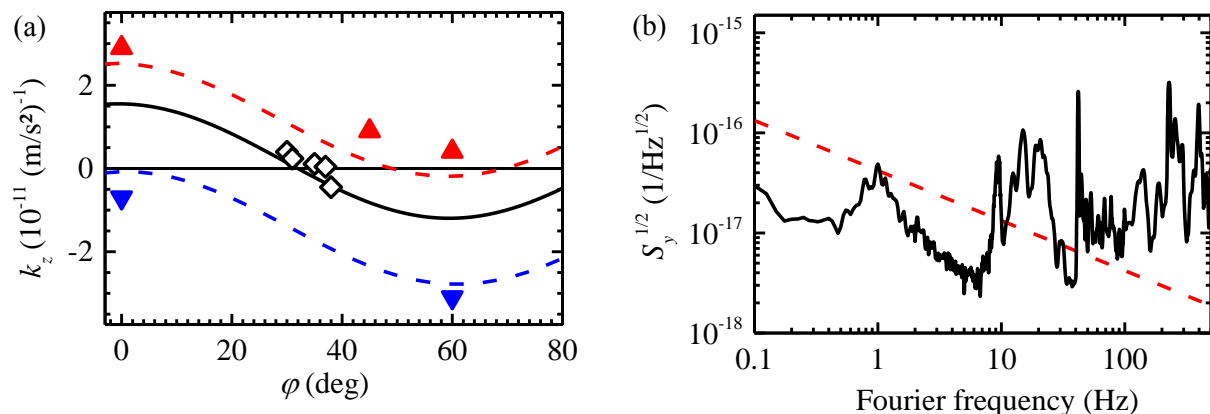 (a)
2
0
-2
k_z (10^-11 (m/s²)^-1)
0 20 40 60 80
φ (deg)
(b)
10^-15
10^-16
10^-17
10^-18
S_y^1/2 (1/Hz^1/2)
0.1 1 10 100
Fourier frequency (Hz)